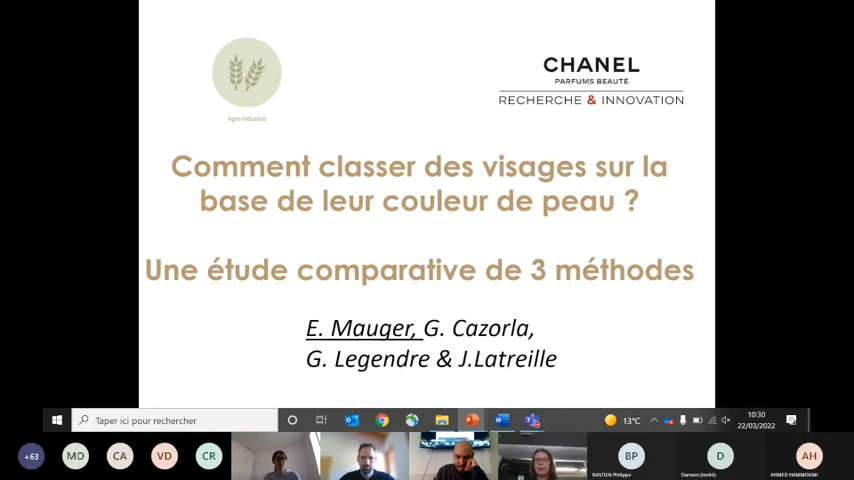 CHANEL
PARFUMS BEAUTÉ
RECHERCHE & INNOVATION
Agro-Industrie
Comment classer des visages sur la
base de leur couleur de peau ?
Une étude comparative de 3 méthodes
E. Mauger, G. Cazorla,
G. Legendre & J.Latreille
Taper ici pour rechercher
13°C
10:30
22/03/2022
+63
MD
CA
VD
CR
BP
D
AH
BASTIEN Philippe
Damien (Invité)
AHMED HAMMOUMI